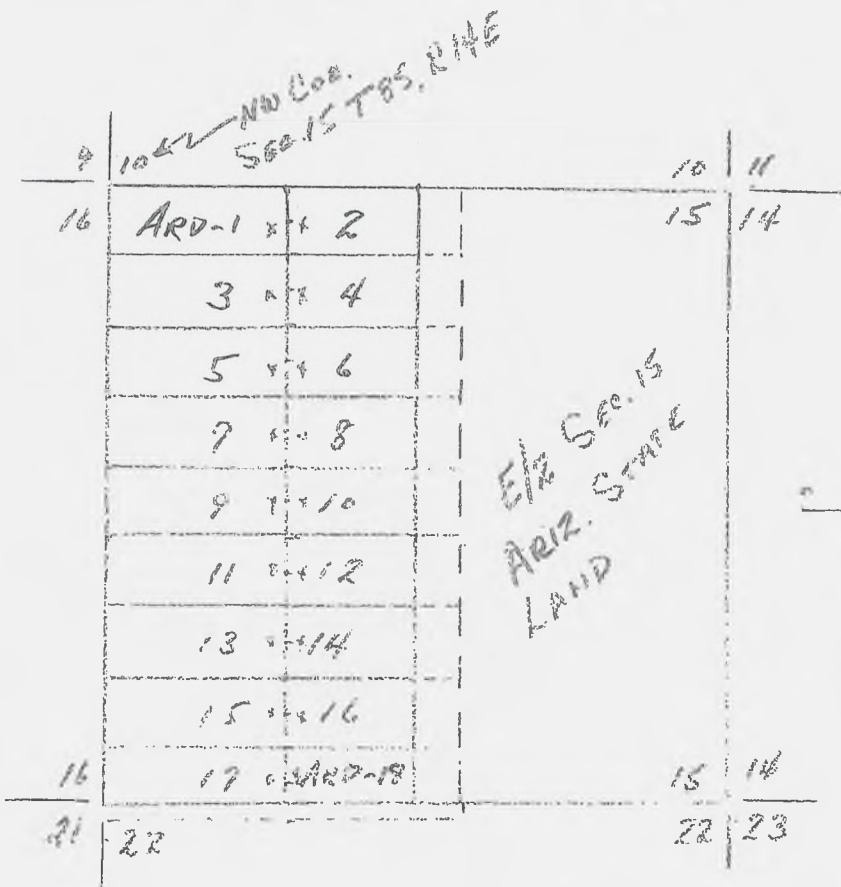 NW COR.
SEC. 15 T8S, R14E
9 10 10 11
16 ARD-1 x x 2 15 14
3 x x 4
5 x x 6
7 x x 8
9 x x 10
11 x x 12
13 x x 14
15 x x 16
16 17 x x ARD-18 15 14
21 22 22 23
E/2 SEC. 15
ARIZ. STATE
LAND